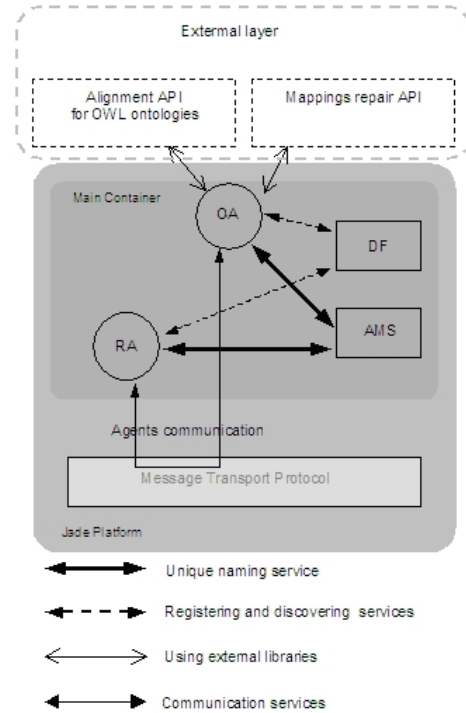 External layer
Alignment API
for OWL ontologies
Mappings repair API
Main Container
OA
DF
AMS
RA
Agents communication
Message Transport Protocol
Jade Platform
Unique naming service
Registering and discovering services
Using external libraries
Communication services